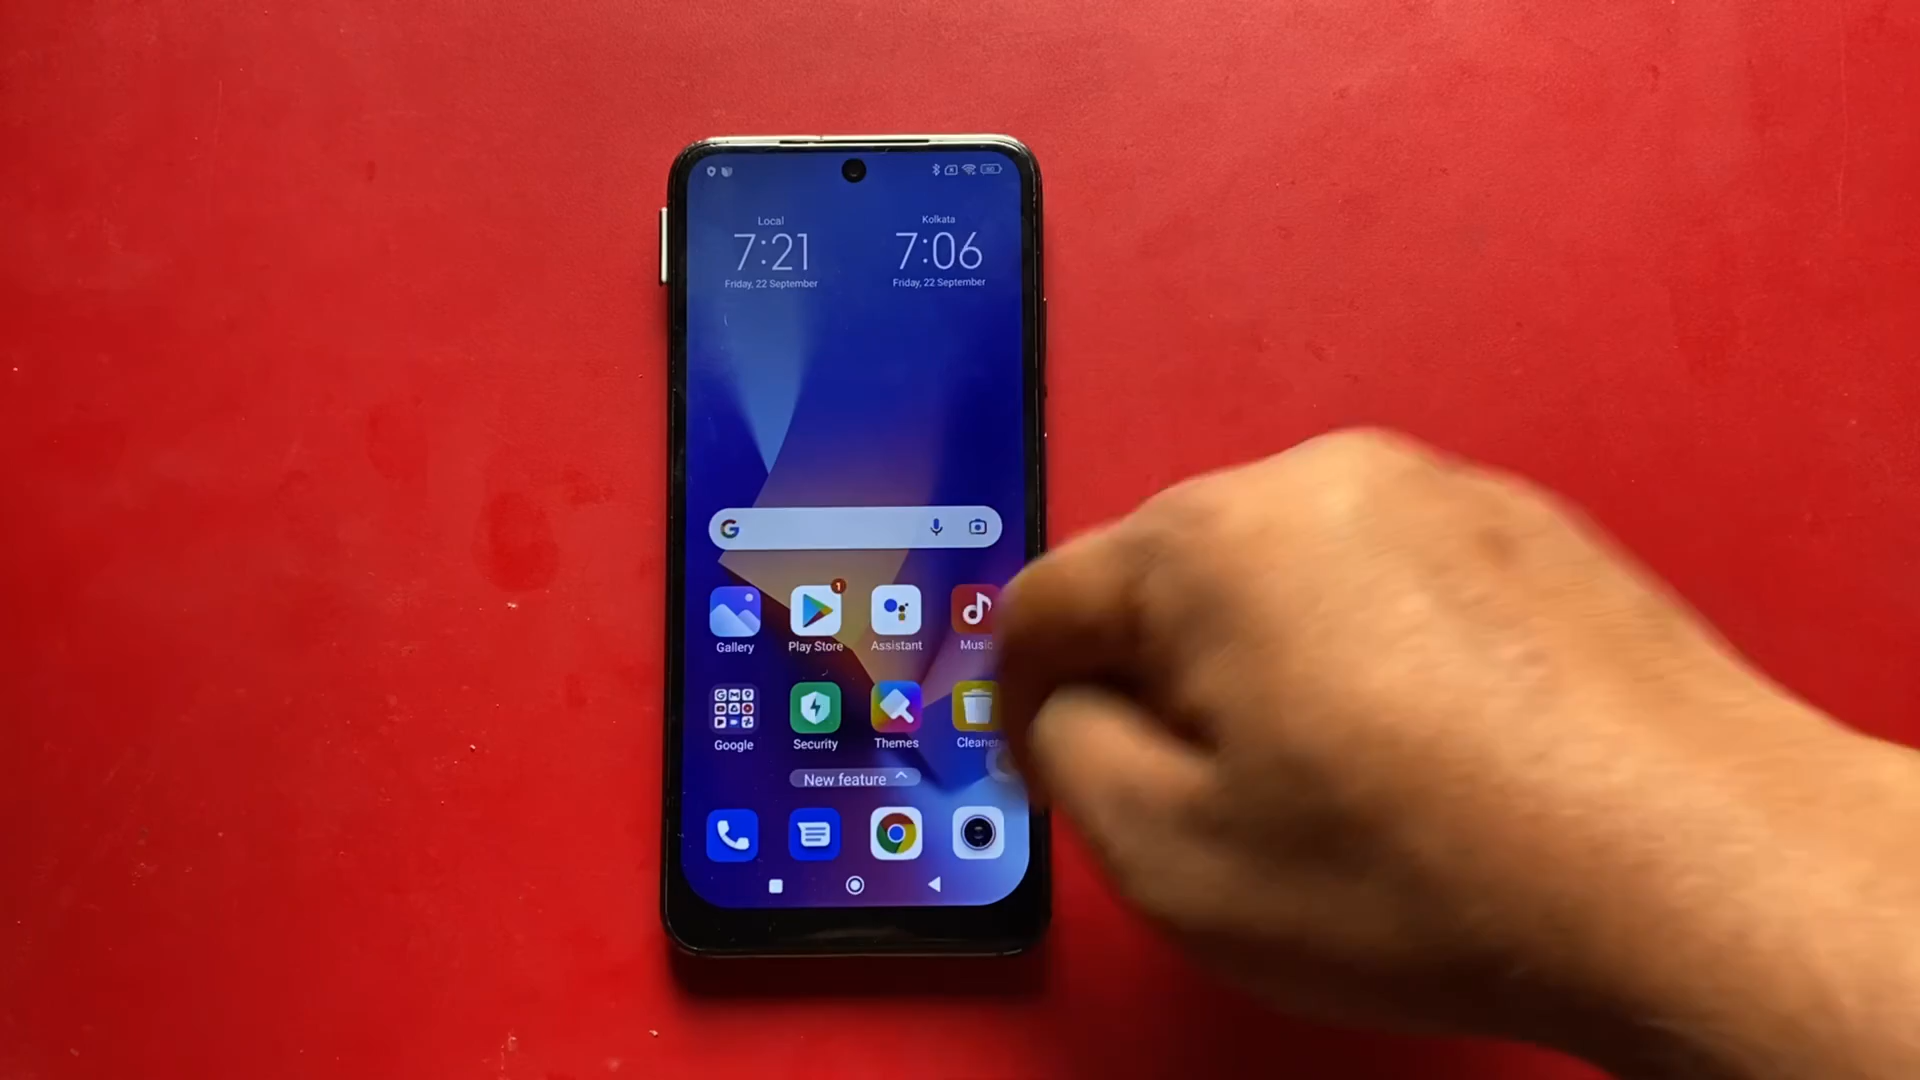 Local
7:21
Friday, 22 September
Kolkata
7:06
Friday, 22 September
G
Gallery
Play Store
1
Assistant
Music
Google
Security
Themes
Cleaner
New feature